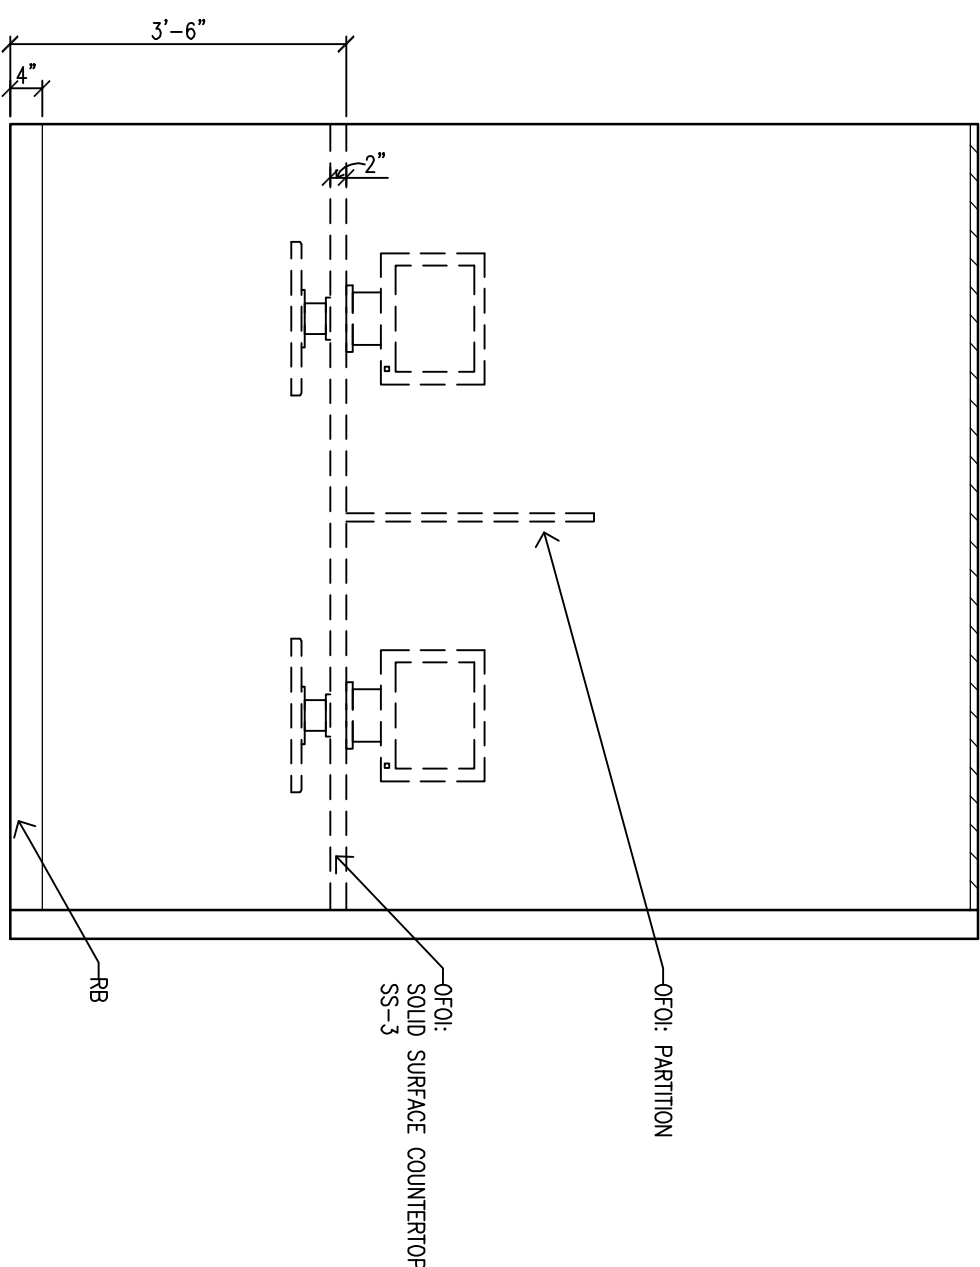 3'-6"
4"
2"
OFOI: PARTITION
OFOI:
SOLID SURFACE COUNTERTOP
SS-3
RB